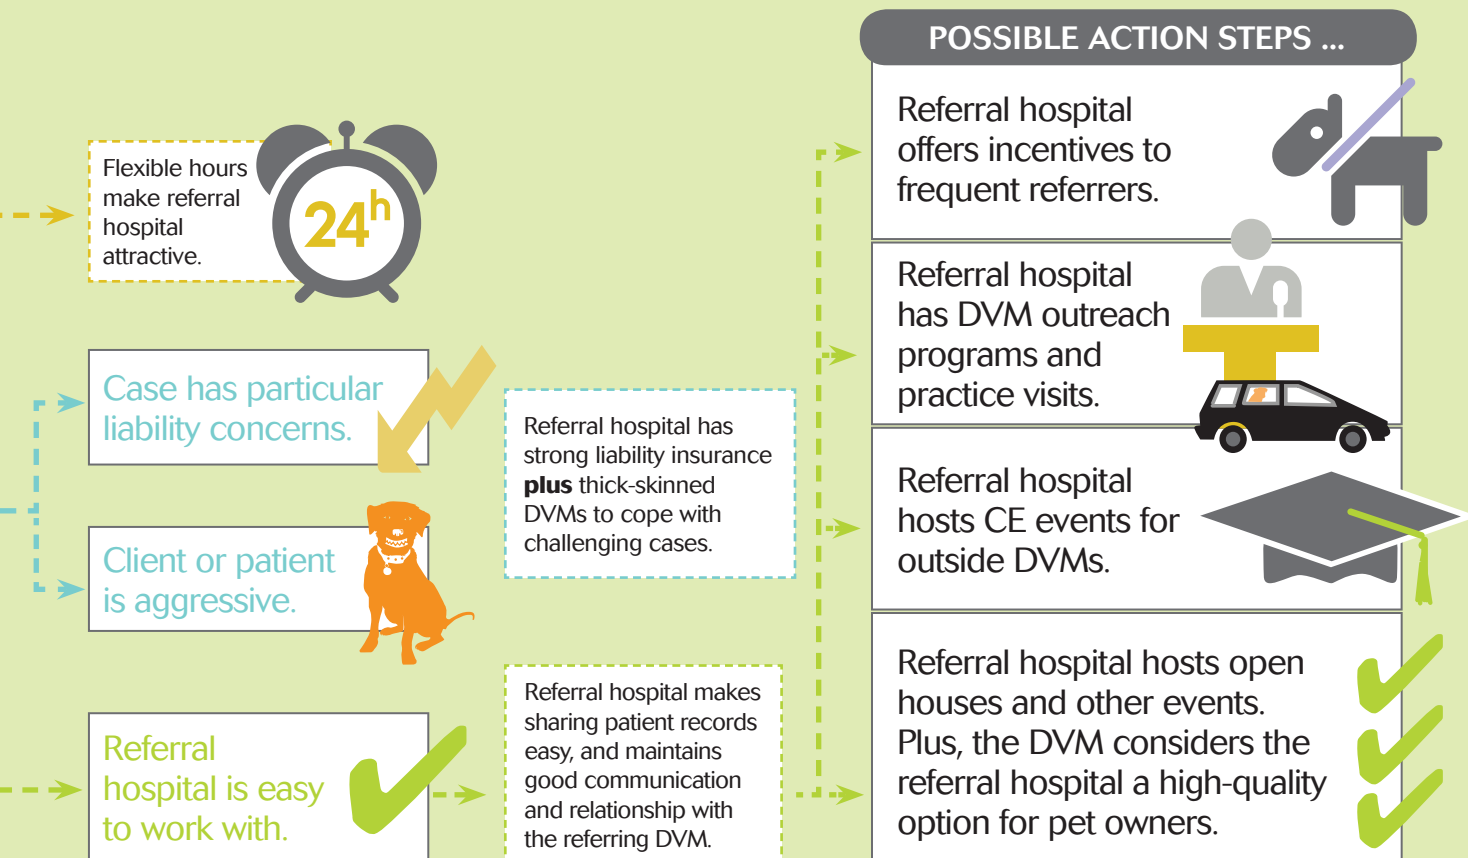 Flexible hours
make referral
hospital
attractive.
24h
Case has particular
liability concerns.
Client or patient
is aggressive.
Referral
hospital is easy
to work with.
Referral hospital has
strong liability insurance
plus thick-skinned
DVMs to cope with
challenging cases.
Referral hospital makes
sharing patient records
easy, and maintains
good communication
and relationship with
the referring DVM.
POSSIBLE ACTION STEPS ...
Referral hospital
offers incentives to
frequent referrers.
Referral hospital
has DVM outreach
programs and
practice visits.
Referral hospital
hosts CE events for
outside DVMs.
Referral hospital hosts open
houses and other events.
Plus, the DVM considers the
referral hospital a high-quality
option for pet owners.